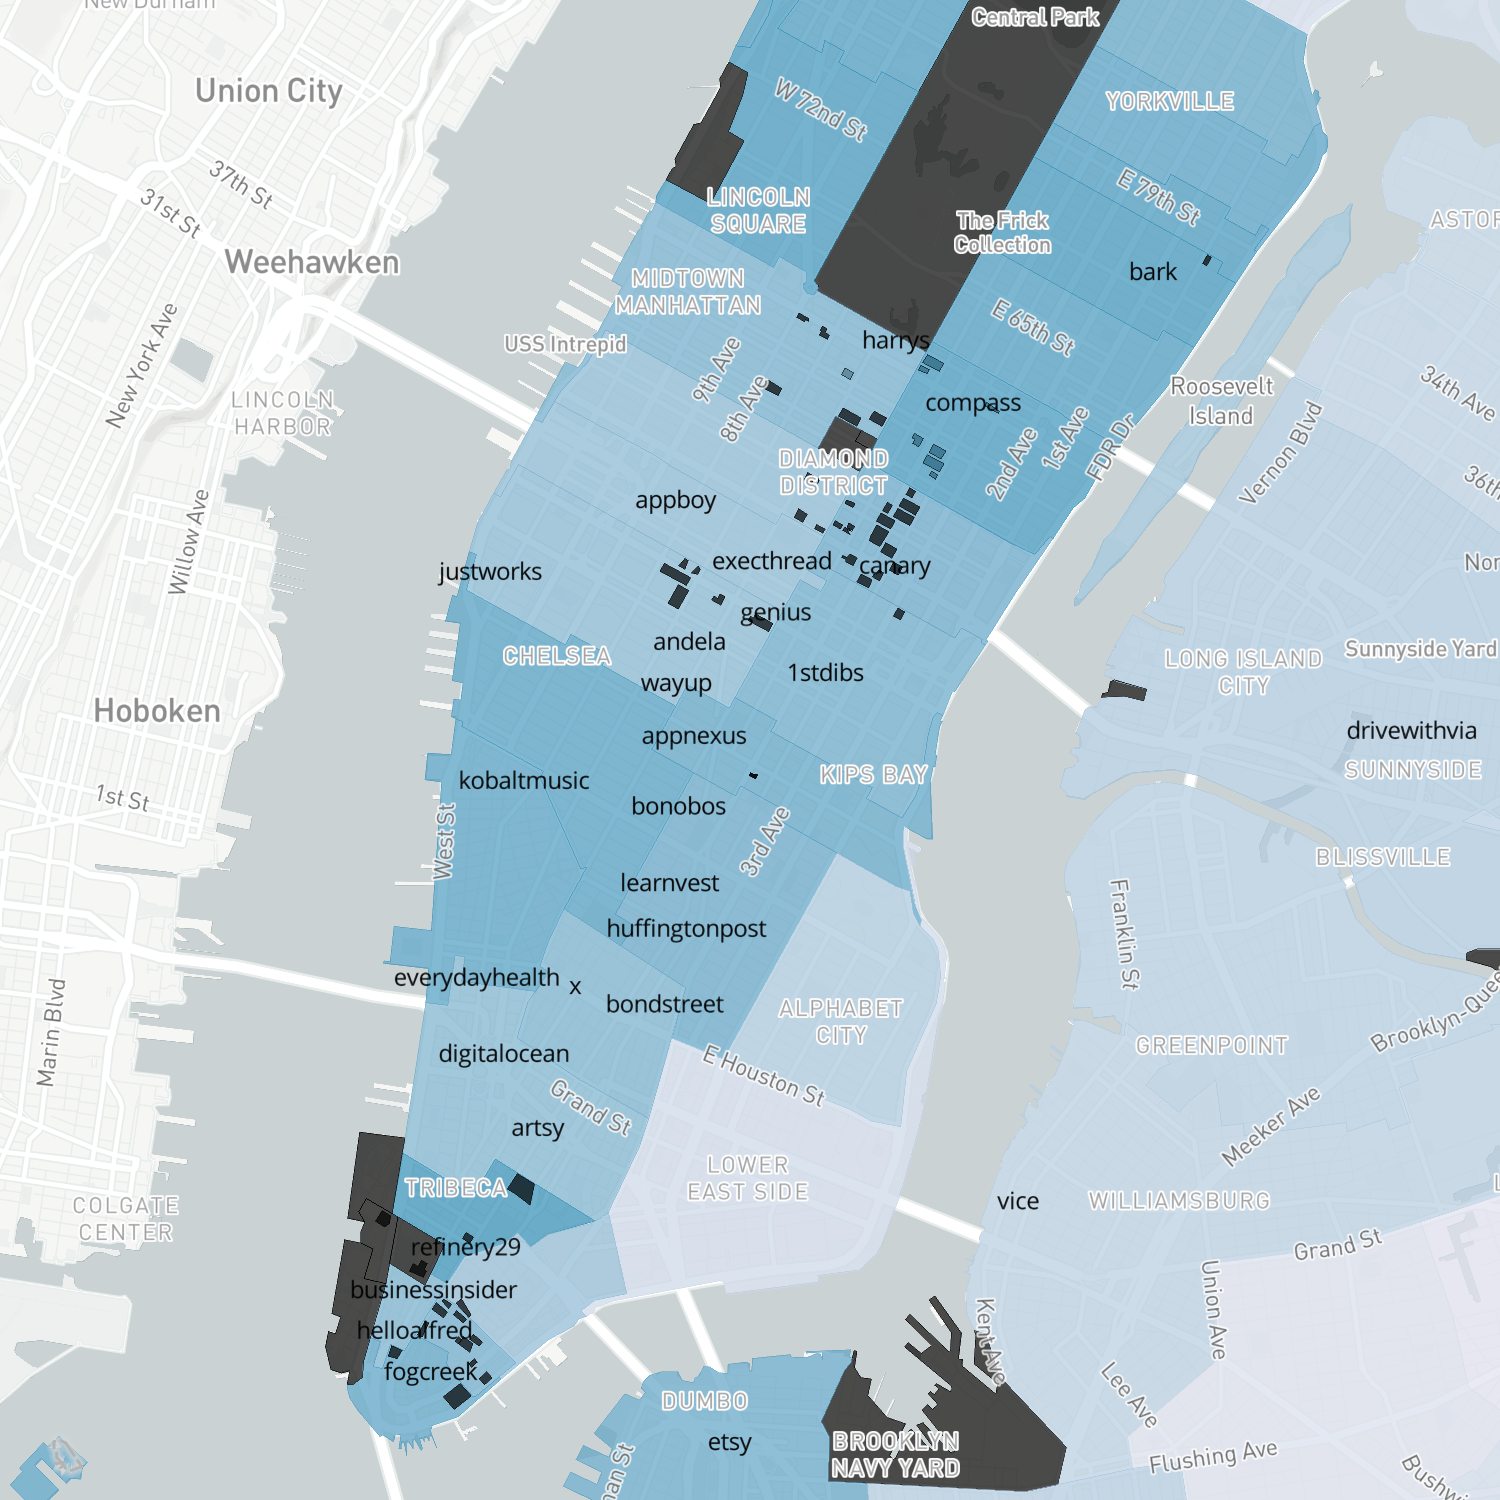 New Durham
Central Park
Union City
YORKVILLE
W 72nd St
37th St
E 79th St
31st St
LINCOLN
SQUARE
ASTOR
The Frick
Collection
Weehawken
bark
MIDTOWN
MANHATTAN
E 65th St
harrys
USS Intrepid
New York Ave
9th Ave
8th Ave
Roosevelt
Island
34th Ave
LINCOLN
HARBOR
compass
1st Ave
FDR Dr
2nd Ave
Vernon Blvd
DIAMOND
DISTRICT
36th
appboy
Willow Ave
justworks
execthread
canary
Nor
genius
andela
CHELSEA
Sunnyside Yard
LONG ISLAND
CITY
1stdibs
wayup
Hoboken
appnexus
drivewithvia
KIPS BAY
SUNNYSIDE
kobaltmusic
1st St
bonobos
West St
3rd Ave
BLISSVILLE
learnvest
Franklin St
huffingtonpost
everydayhealth
x
bondstreet
ALPHABET
CITY
Marin Blvd
Brooklyn-Quee
GREENPOINT
digitalocean
E Houston St
Grand St
artsy
Meeker Ave
LOWER
EAST SIDE
TRIBECA
COLGATE
CENTER
vice
WILLIAMSBURG
L
refinery29
Grand St
businessinsider
Union Ave
Kent Ave
helloalfred
fogcreek
Lee Ave
DUMBO
etsy
BROOKLYN
NAVY YARD
Flushing Ave
man St
Bushwi